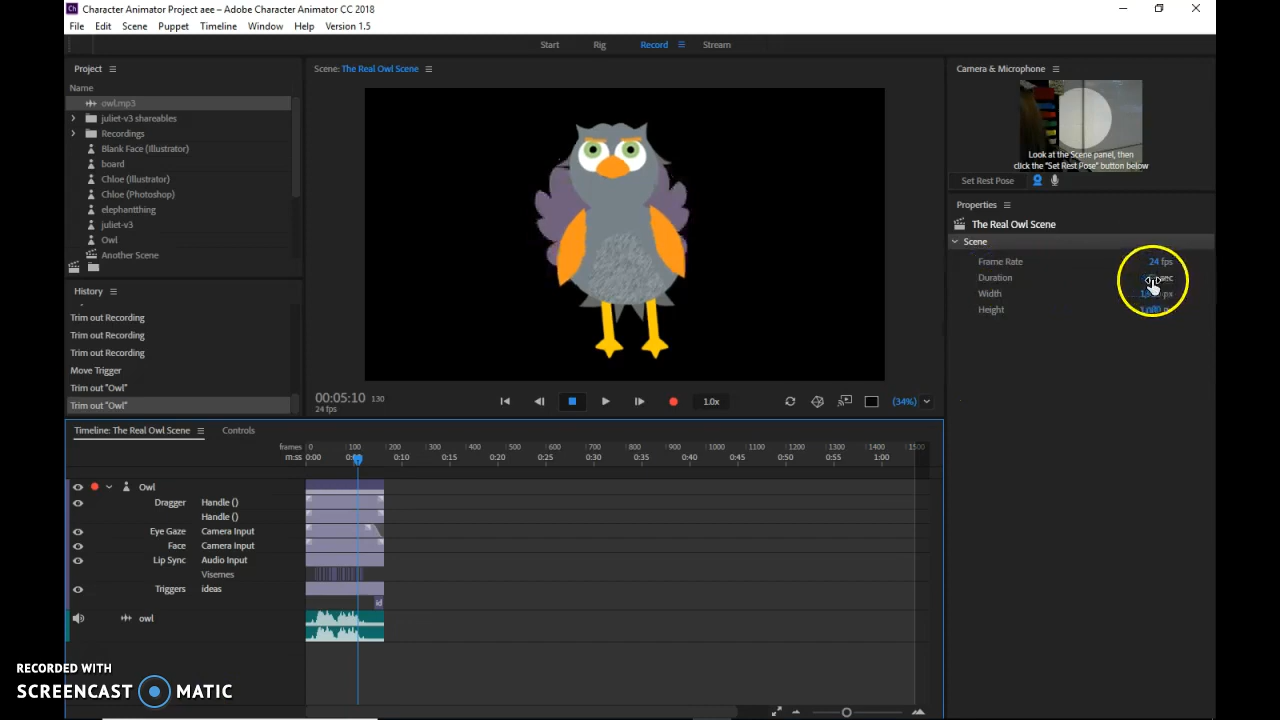 Ch Character Animator Project aee – Adobe Character Animator CC 2018
File Edit Scene Puppet Timeline Window Help Version 1.5
Start Rig Record Stream
Project
Name
owl.mp3
juliet-v3 shareables
Recordings
Blank Face (Illustrator)
board
Chloe (Illustrator)
Chloe (Photoshop)
elephantthing
juliet-v3
Owl
Another Scene
History
Trim out Recording
Trim out Recording
Trim out Recording
Move Trigger
Trim out "Owl"
Trim out "Owl"
Scene: The Real Owl Scene
00:05:10 130
24 fps
1.0x
(34%)
Camera & Microphone
Look at the Scene panel, then
click the "Set Rest Pose" button below
Set Rest Pose
Properties
The Real Owl Scene
Scene
Frame Rate 24 fps
Duration sec
Width px
Height
Timeline: The Real Owl Scene Controls
frames 0 100 200 300 400 500 600 700 800 900 1000 1100 1200 1300 1400 1500
m:ss 0:00 0:10 0:15 0:20 0:25 0:30 0:35 0:40 0:45 0:50 0:55 1:00
Owl
Dragger Handle ()
Handle ()
Eye Gaze Camera Input
Face Camera Input
Lip Sync Audio Input
Visemes
Triggers ideas
id
owl
RECORDED WITH
SCREENCAST MATIC